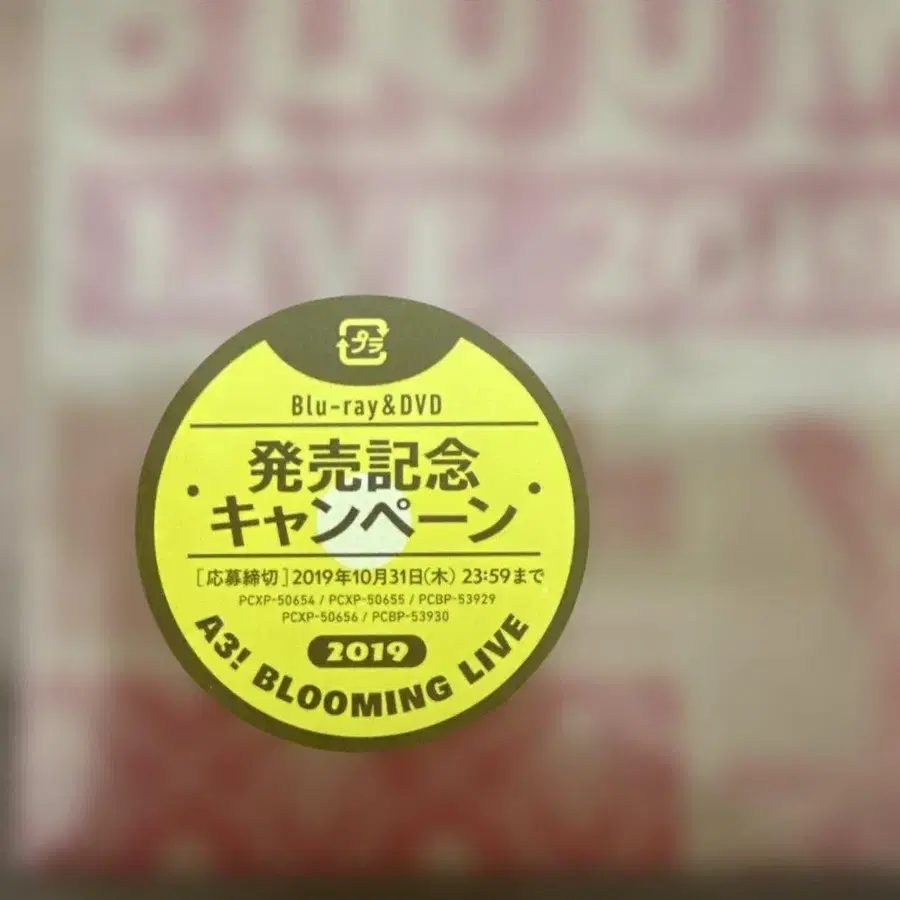 プラ
Blu-ray&DVD
発売記念
キャンペーン
[応募締切]2019年10月31日(木) 23:59まで
PCXP-50654 / PCXP-50655 / PCBP-53929
PCXP-50656 / PCBP-53930
2019
A3! BLOOMING LIVE